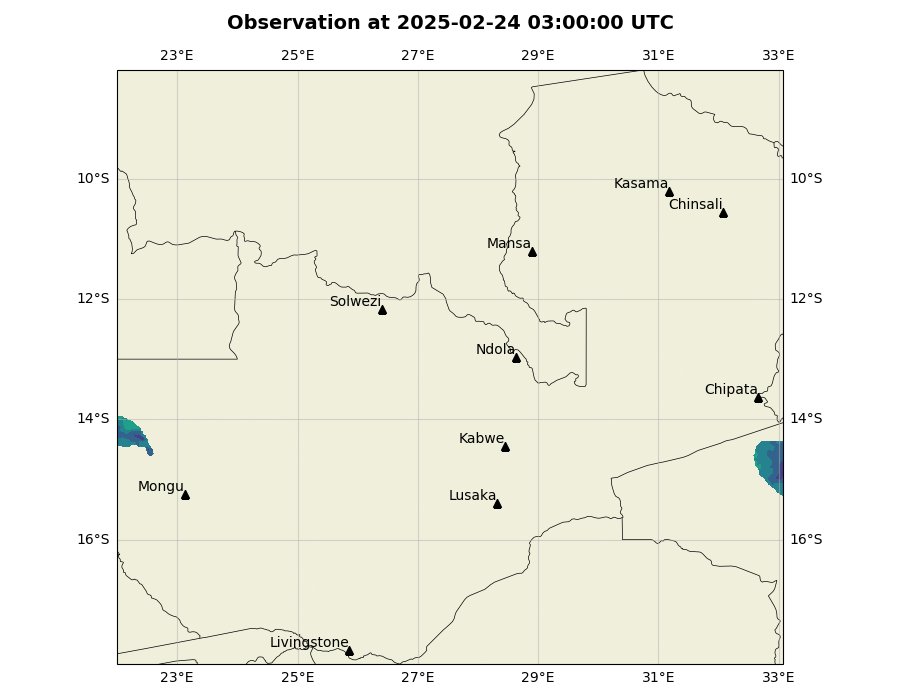 Observation at 2025-02-24 03:00:00 UTC
23°E 25°E 27°E 29°E 31°E 33°E
10°S 10°S
Kasama
Chinsali
Mansa
12°S 12°S
Solwezi
Ndola
Chipata
14°S 14°S
Kabwe
Mongu
Lusaka
16°S 16°S
Livingstone
23°E 25°E 27°E 29°E 31°E 33°E